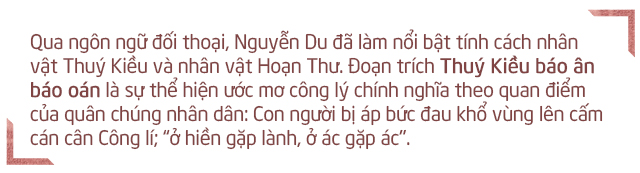 Qua ngôn ngữ đối thoại, Nguyễn Du đã làm nổi bật tính cách nhân
vật Thuý Kiều và nhân vật Hoạn Thư. Đoạn trích Thuý Kiều báo ân
báo oán là sự thể hiện ước mơ công lý chính nghĩa theo quan điểm
của quân chúng nhân dân: Con người bị áp bức đau khổ vùng lên cấm
cán cân Công lí; “ở hiền gặp lành, ở ác gặp ác”.